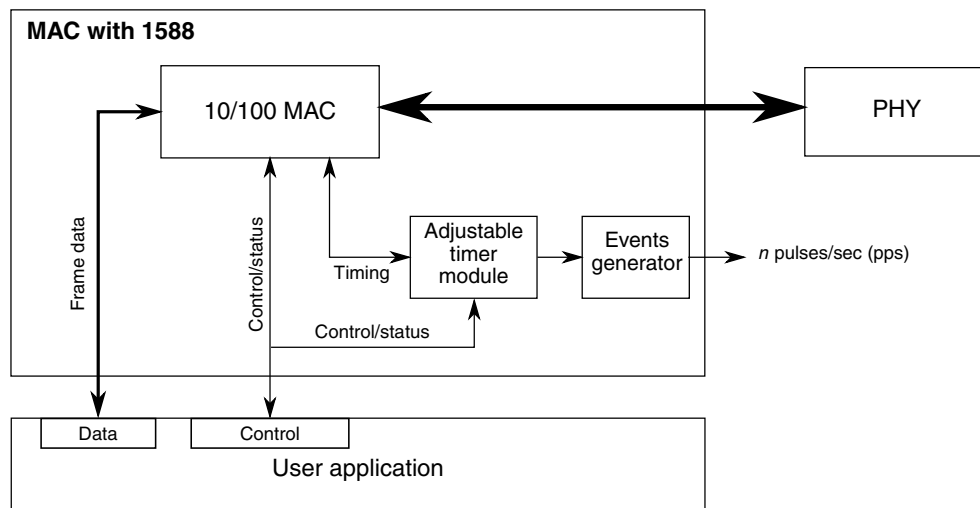 MAC with 1588
10/100 MAC
PHY
Frame data
Control/status
Timing
Adjustable
timer
module
Events
generator
n pulses/sec (pps)
Control/status
Data
Control
User application